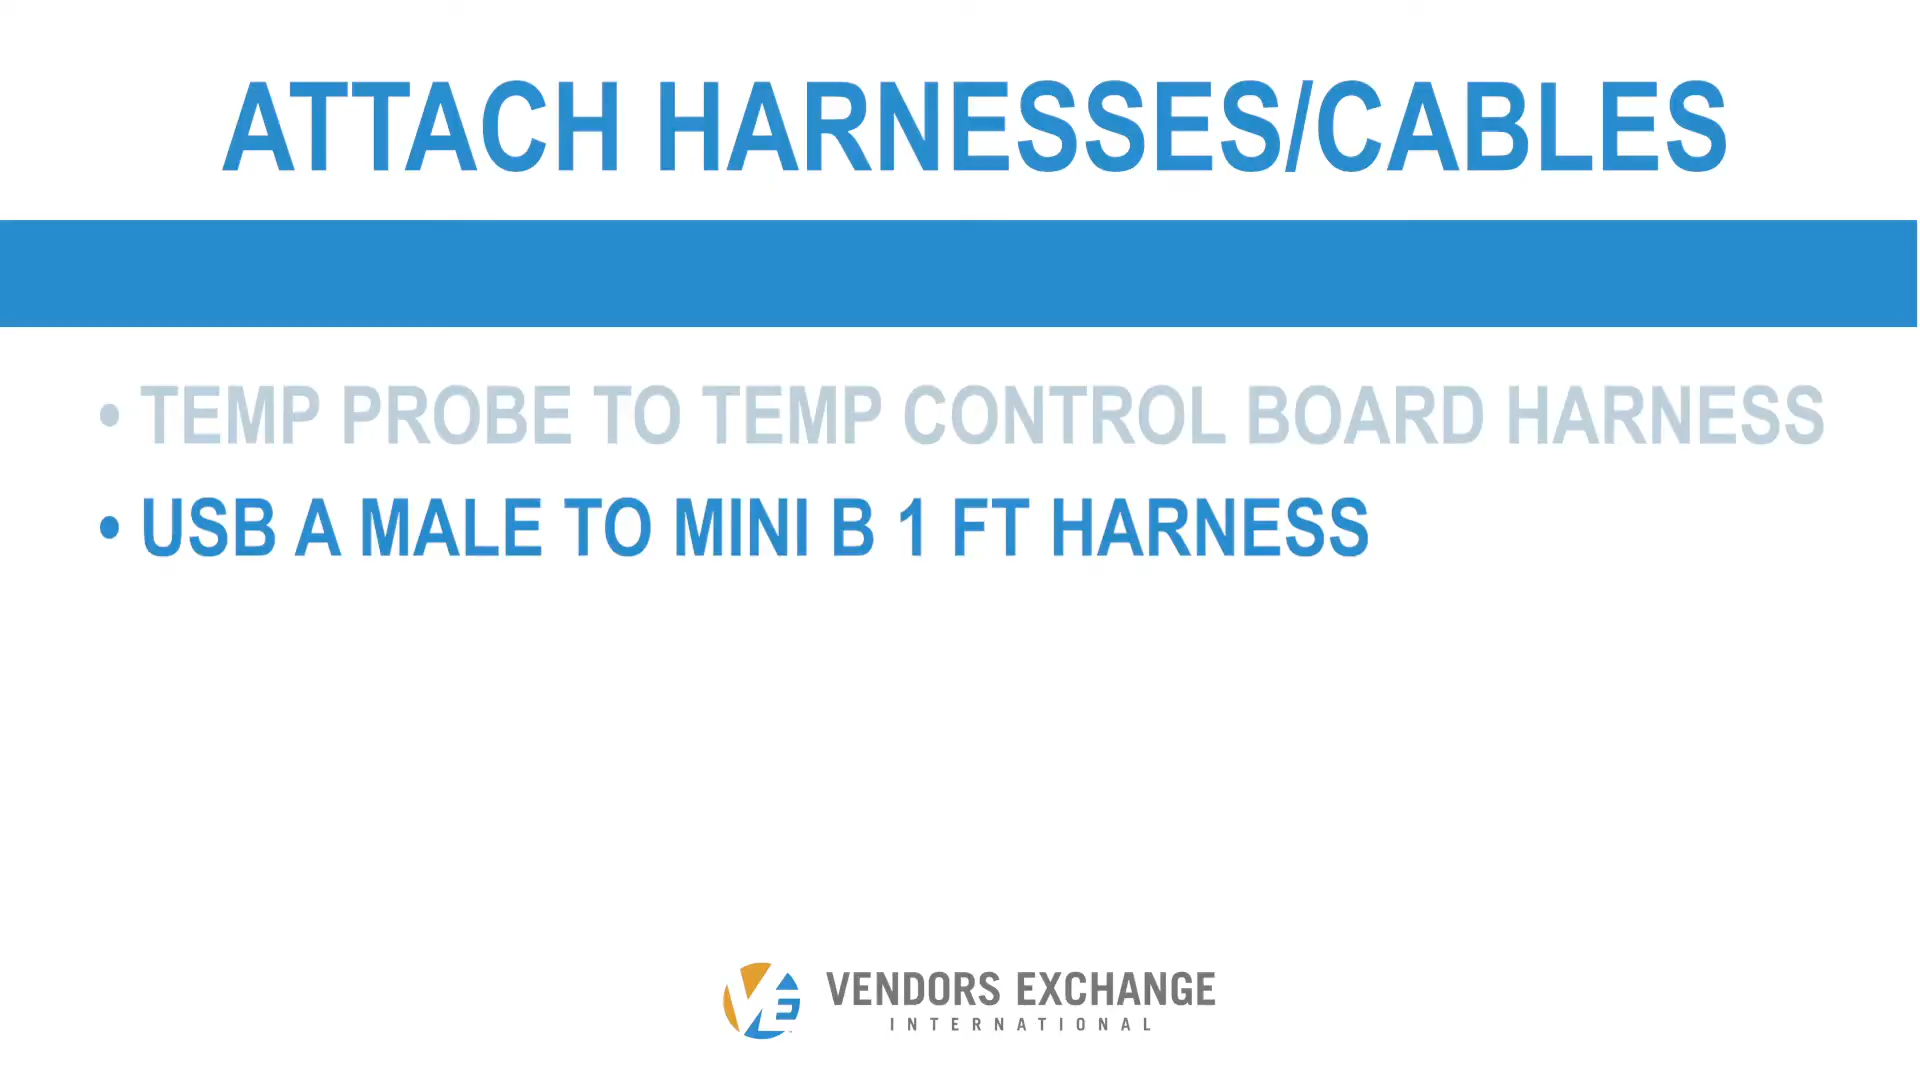 ATTACH HARNESSES/CABLES
• TEMP PROBE TO TEMP CONTROL BOARD HARNESS
• USB A MALE TO MINI B 1 FT HARNESS
VE VENDORS EXCHANGE
INTERNATIONAL